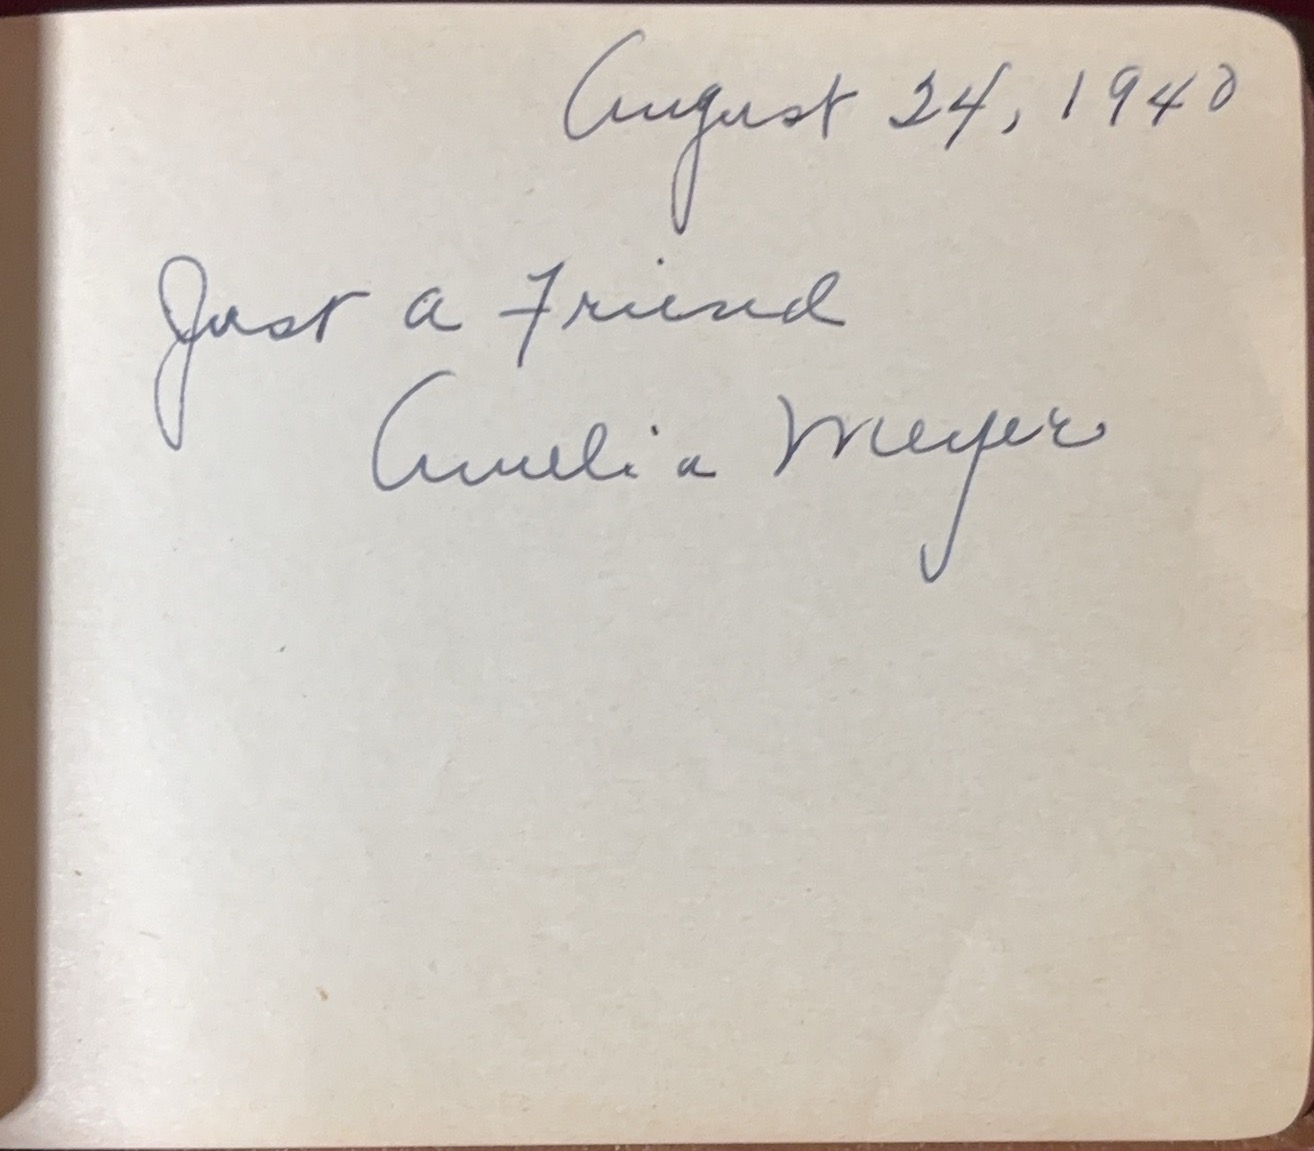 August 24, 1940
Just a Friend
Amelia Meyer